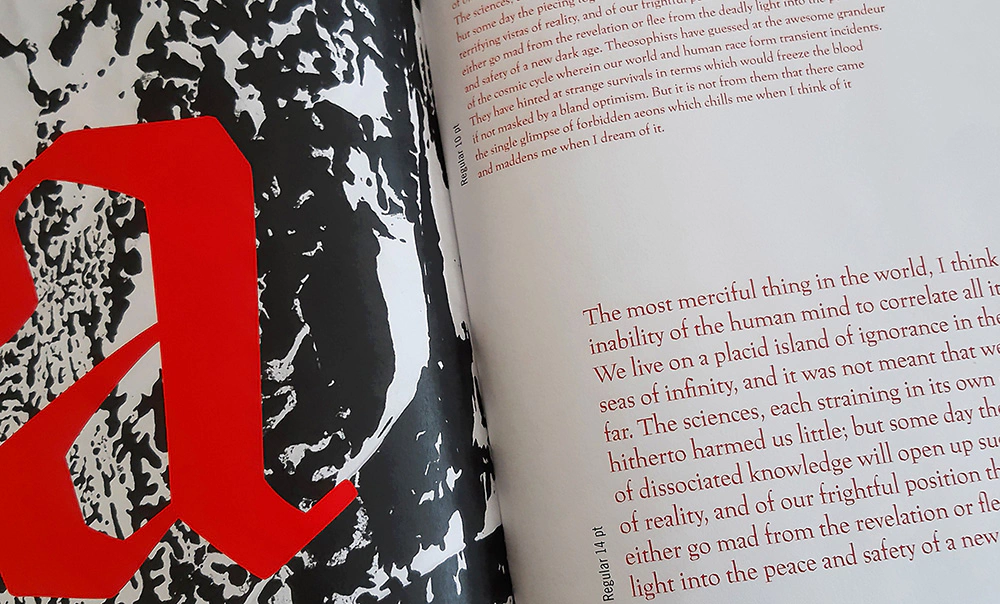 a
The sciences,
but some day the piecing tog
terrifying vistas of reality, and of our frightful p
either go mad from the revelation or flee from the deadly light into the p
and safety of a new dark age. Theosophists have guessed at the awesome grandeur
of the cosmic cycle wherein our world and human race form transient incidents.
They have hinted at strange survivals in terms which would freeze the blood
if not masked by a bland optimism. But it is not from them that there came
the single glimpse of forbidden aeons which chills me when I think of it
and maddens me when I dream of it.
Regular 10 pt
The most merciful thing in the world, I think
inability of the human mind to correlate all it
We live on a placid island of ignorance in the
seas of infinity, and it was not meant that we
far. The sciences, each straining in its own
hitherto harmed us little; but some day the
of dissociated knowledge will open up su
of reality, and of our frightful position th
either go mad from the revelation or fle
light into the peace and safety of a new
Regular 14 pt